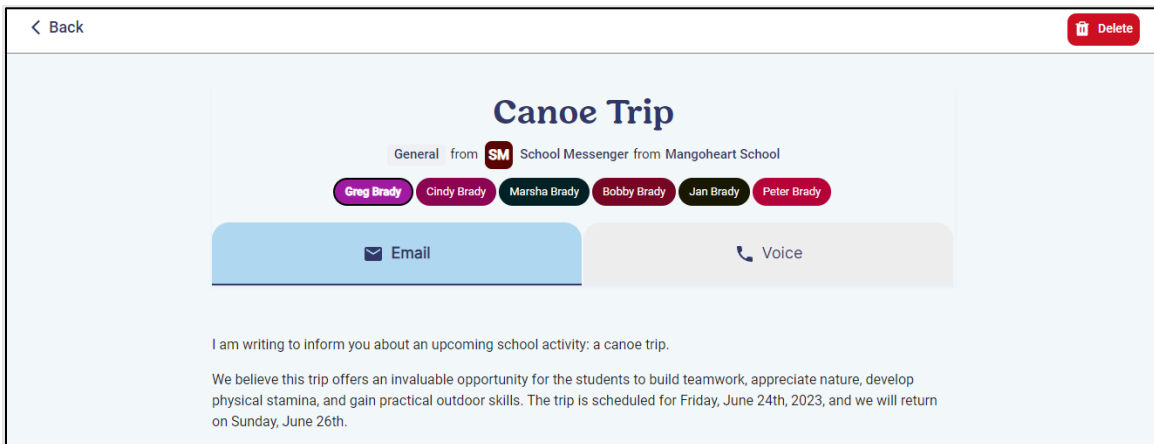 Back
Delete
Canoe Trip
General from SM School Messenger from Mangoheart School
Greg Brady Cindy Brady Marsha Brady Bobby Brady Jan Brady Peter Brady
Email
Voice
I am writing to inform you about an upcoming school activity: a canoe trip.
We believe this trip offers an invaluable opportunity for the students to build teamwork, appreciate nature, develop
physical stamina, and gain practical outdoor skills. The trip is scheduled for Friday, June 24th, 2023, and we will return
on Sunday, June 26th.